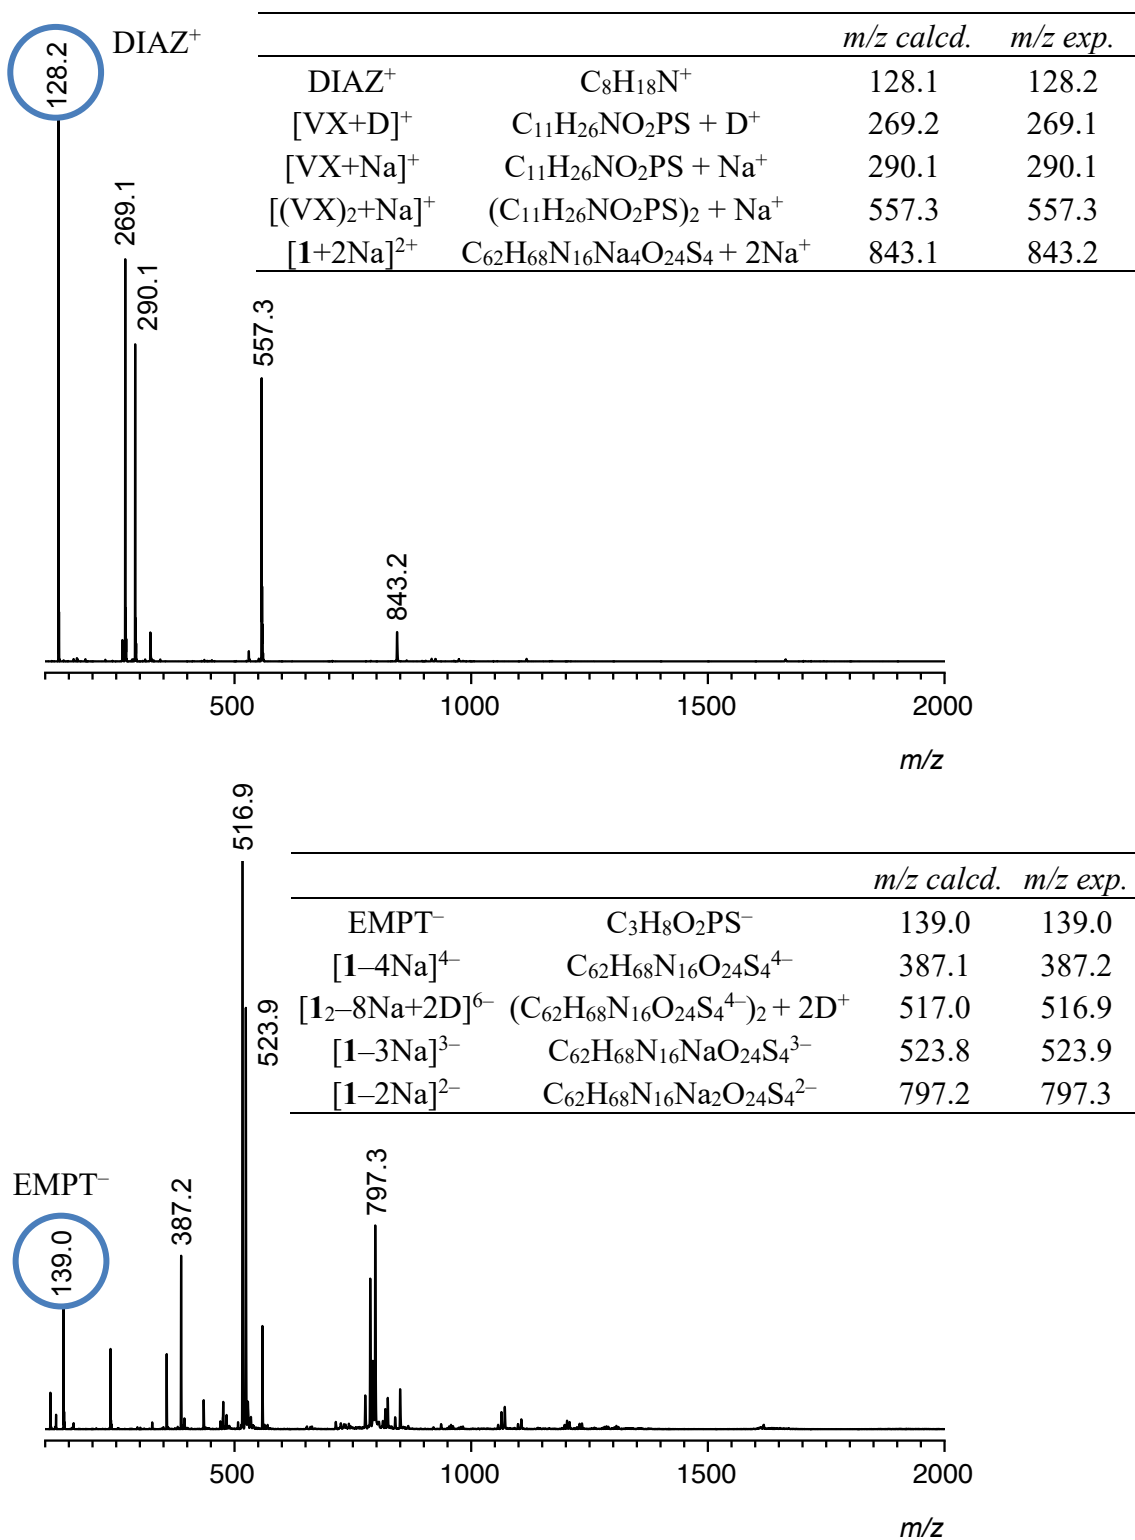 DIAZ⁺
128.2
269.1
290.1
557.3
843.2
m/z calcd. m/z exp.
DIAZ⁺ C₈H₁₈N⁺ 128.1 128.2
[VX+D]⁺ C₁₁H₂₆NO₂PS + D⁺ 269.2 269.1
[VX+Na]⁺ C₁₁H₂₆NO₂PS + Na⁺ 290.1 290.1
[(VX)₂+Na]⁺ (C₁₁H₂₆NO₂PS)₂ + Na⁺ 557.3 557.3
[1+2Na]²⁺ C₆₂H₆₈N₁₆Na₄O₂₄S₄ + 2Na⁺ 843.1 843.2
500 1000 1500 2000
m/z
516.9
523.9
m/z calcd. m/z exp.
EMPT⁻ C₃H₈O₂PS⁻ 139.0 139.0
[1–4Na]⁴⁻ C₆₂H₆₈N₁₆O₂₄S₄⁴⁻ 387.1 387.2
[1₂–8Na+2D]⁶⁻ (C₆₂H₆₈N₁₆O₂₄S₄⁴⁻)₂ + 2D⁺ 517.0 516.9
[1–3Na]³⁻ C₆₂H₆₈N₁₆NaO₂₄S₄³⁻ 523.8 523.9
[1–2Na]²⁻ C₆₂H₆₈N₁₆Na₂O₂₄S₄²⁻ 797.2 797.3
EMPT⁻
139.0
387.2
797.3
500 1000 1500 2000
m/z